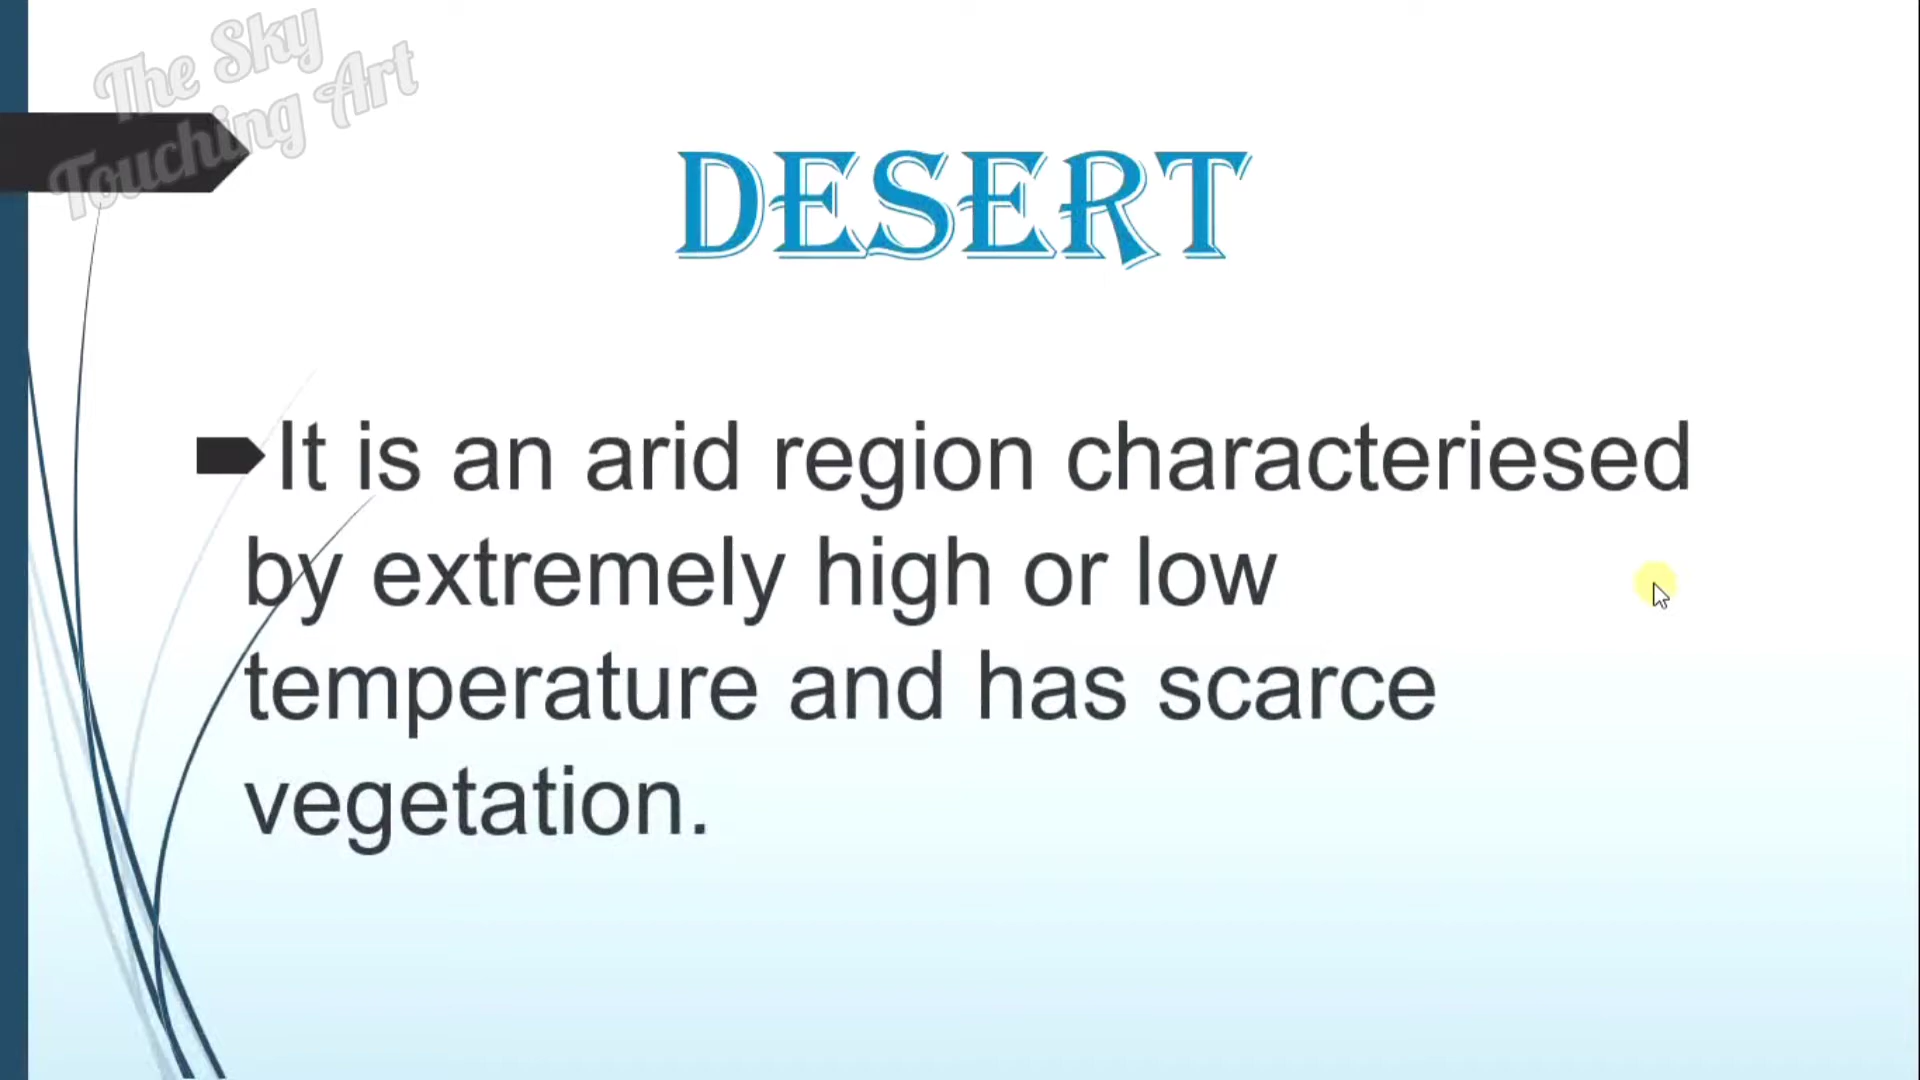 The Sky
Touching Art
DESERT
It is an arid region characteriesed
by extremely high or low
temperature and has scarce
vegetation.